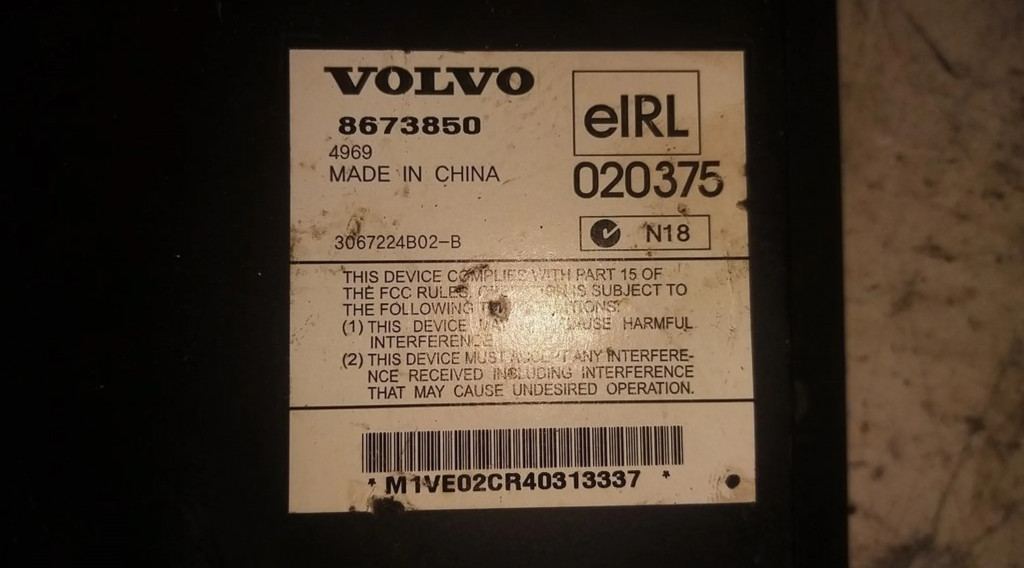 VOLVO
8673850
4969
MADE IN CHINA
eIRL
020375
3067224B02-B
N18
THIS DEVICE COMPLIES WITH PART 15 OF
THE FCC RULES. IS SUBJECT TO
THE FOLLOWING
(1) THIS DEVICE MAY CAUSE HARMFUL
INTERFERENCE
(2) THIS DEVICE MUST ACCEPT ANY INTERFERE-
NCE RECEIVED INCLUDING INTERFERENCE
THAT MAY CAUSE UNDESIRED OPERATION.
* M1VE02CR40313337 *